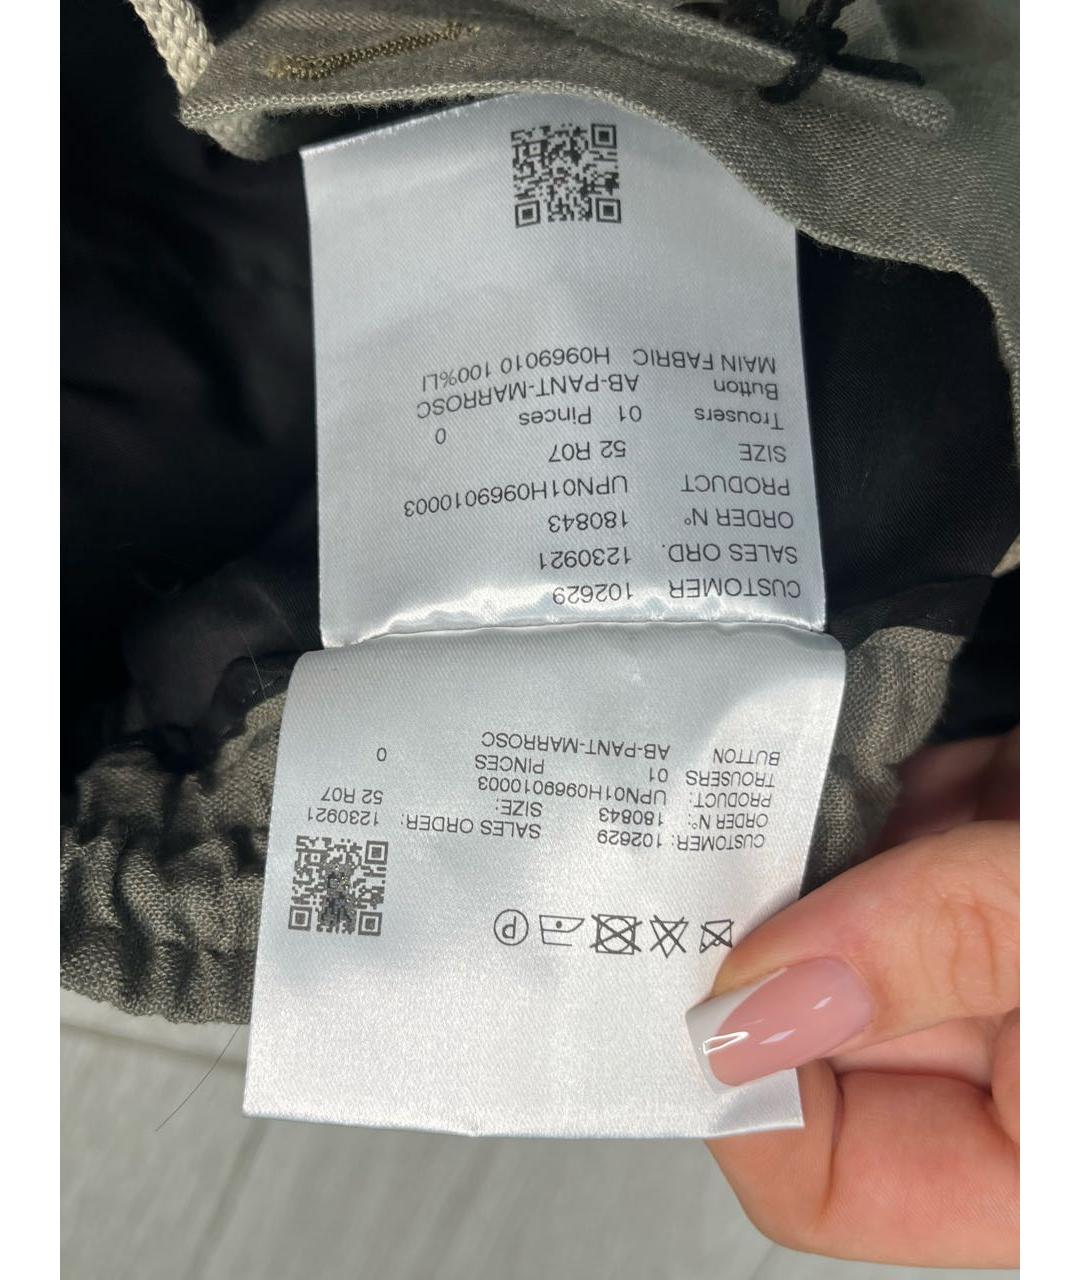 P
CUSTOMER: 102629 SALES ORDER: 1230921
ORDER N°: 180843 SIZE: 52 R07
PRODUCT: UPN01H0969010003
TROUSERS 01 PINCES 0
BUTTON AB-PANT-MARROSC
CUSTOMER 102629
SALES ORD. 1230921
ORDER N° 180843
PRODUCT UPN01H0969010003
SIZE 52 R07
Trousers 01 Pinces 0
Button AB-PANT-MARROSC
MAIN FABRIC H0969010 100%LI